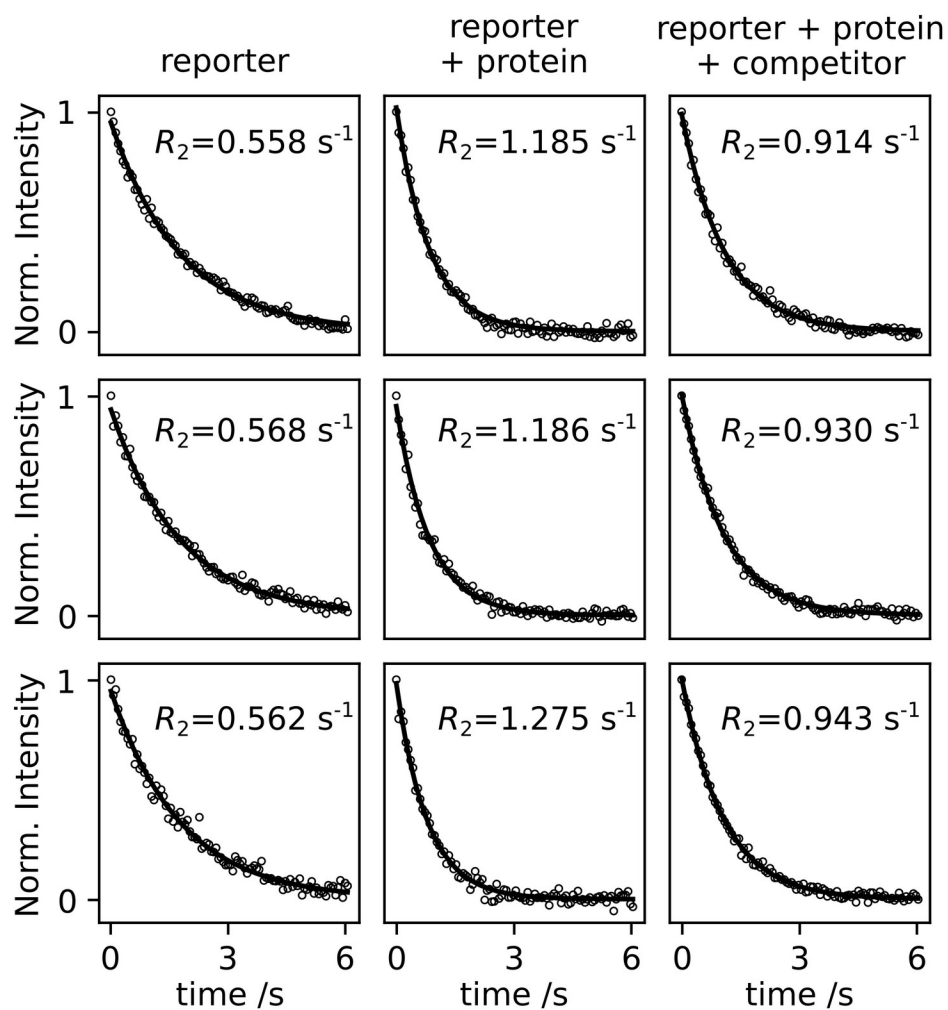 reporter
reporter
+ protein
reporter + protein
+ competitor
Norm. Intensity
1
0
R₂=0.558 s⁻¹
R₂=1.185 s⁻¹
R₂=0.914 s⁻¹
Norm. Intensity
1
0
R₂=0.568 s⁻¹
R₂=1.186 s⁻¹
R₂=0.930 s⁻¹
Norm. Intensity
1
0
R₂=0.562 s⁻¹
R₂=1.275 s⁻¹
R₂=0.943 s⁻¹
0 3 6
0 3 6
0 3 6
time /s
time /s
time /s